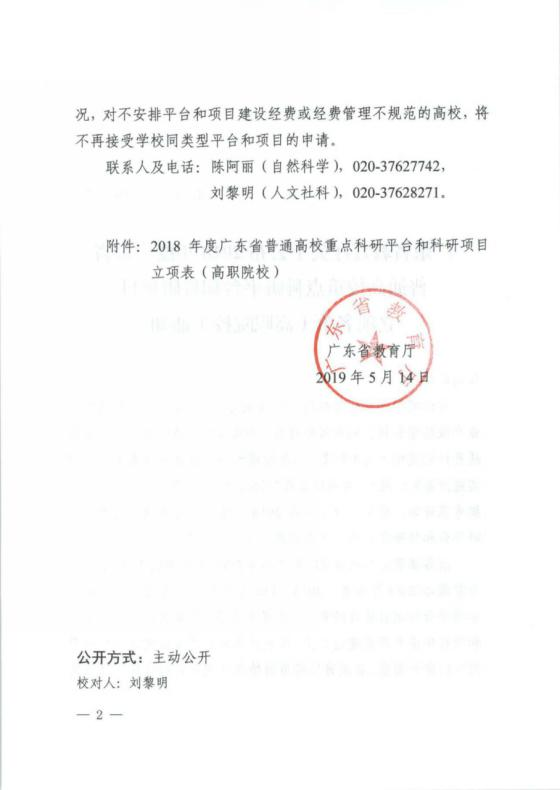 况，对不安排平台和项目建设经费或经费管理不规范的高校，将
不再接受学校同类型平台和项目的申请。
联系人及电话：陈阿丽（自然科学），020-37627742，
刘黎明（人文社科），020-37628271。
附件：2018 年度广东省普通高校重点科研平台和科研项目
立项表（高职院校）
广东省教育厅
广东省教育厅
2019 年 5 月 14 日
公开方式：主动公开
校对人：刘黎明
— 2 —